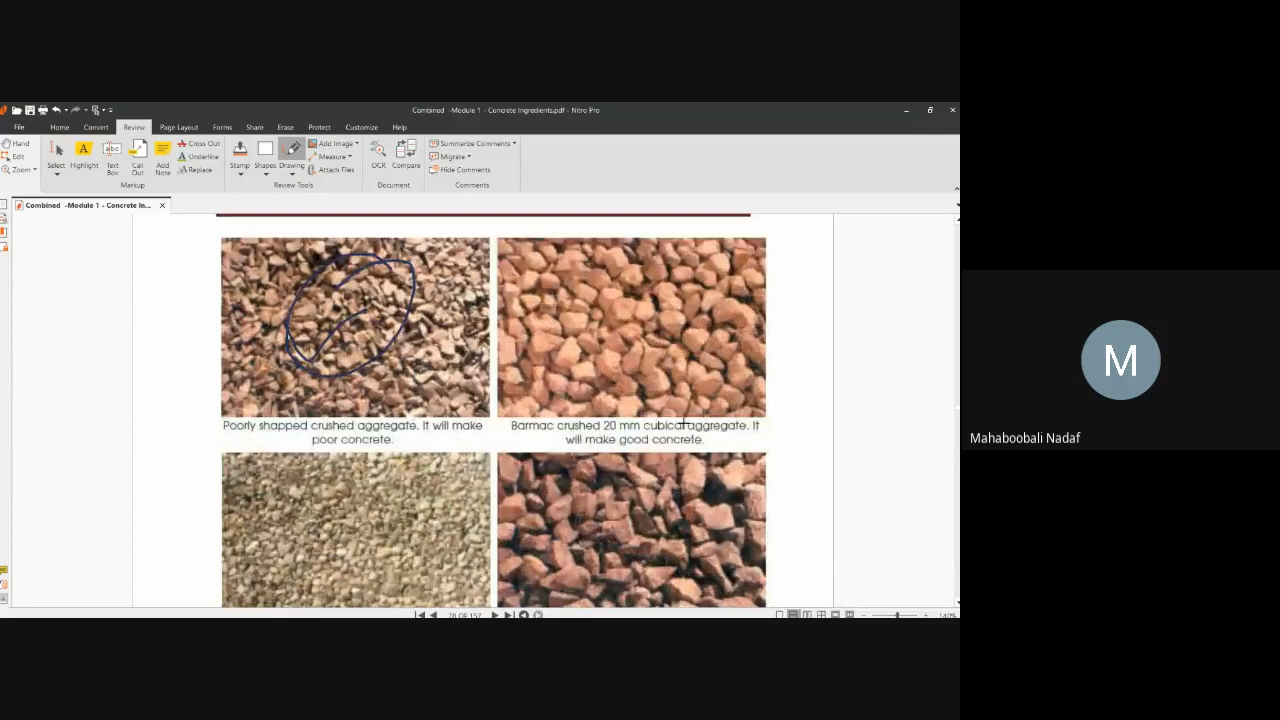 Combined -Module 1 - Concrete Ingredients.pdf - Nitro Pro
File Home Convert Review Page Layout Forms Share Erase Protect Customize Help
Hand
Edit
Zoom
Select
Highlight
Text Box
Call Out
Add Note
Cross Out
Underline
Replace
Markup
Stamp
Shapes
Drawing
Add Image
Measure
Attach Files
Review Tools
OCR
Compare
Document
Summarize Comments
Migrate
Hide Comments
Comments
Combined -Module 1 - Concrete In...
Poorly shapped crushed aggregate. It will make
poor concrete.
Barmac crushed 20 mm cubical aggregate. It
will make good concrete.
78 OF 157
140%
M
Mahaboobali Nadaf